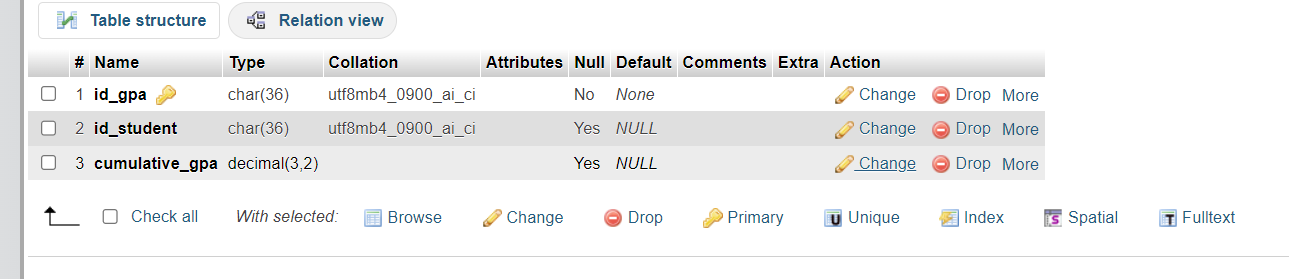 Table structure Relation view
# Name Type Collation Attributes Null Default Comments Extra Action
1 id_gpa char(36) utf8mb4_0900_ai_ci No None Change Drop More
2 id_student char(36) utf8mb4_0900_ai_ci Yes NULL Change Drop More
3 cumulative_gpa decimal(3,2) Yes NULL Change Drop More
Check all With selected: Browse Change Drop Primary U Unique Index S Spatial T Fulltext